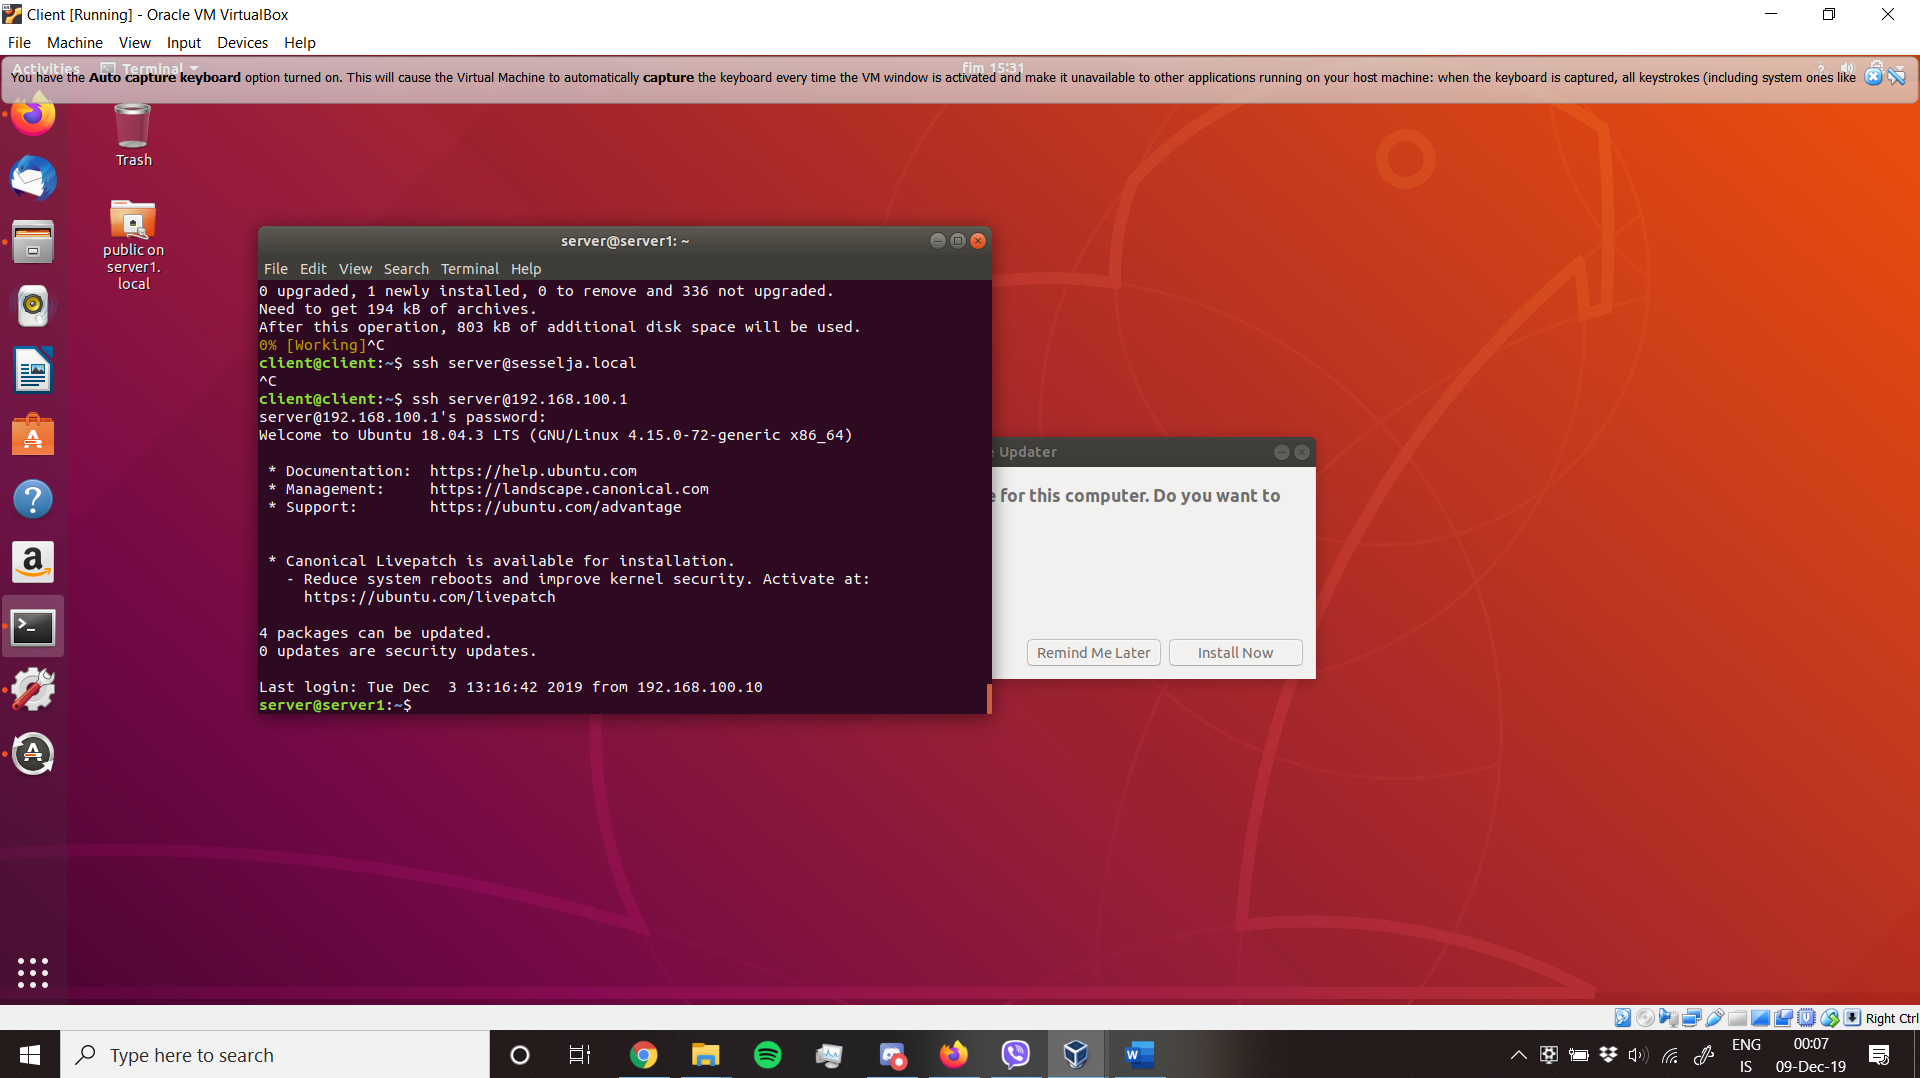 Client [Running] - Oracle VM VirtualBox
File Machine View Input Devices Help
Activities Terminal fim 15:31
You have the Auto capture keyboard option turned on. This will cause the Virtual Machine to automatically capture the keyboard every time the VM window is activated and make it unavailable to other applications running on your host machine: when the keyboard is captured, all keystrokes (including system ones like
Trash
public on
server1.
local
server@server1: ~
File Edit View Search Terminal Help
0 upgraded, 1 newly installed, 0 to remove and 336 not upgraded.
Need to get 194 kB of archives.
After this operation, 803 kB of additional disk space will be used.
0% [Working]^C
client@client:~$ ssh server@sesselja.local
^C
client@client:~$ ssh server@192.168.100.1
server@192.168.100.1's password:
Welcome to Ubuntu 18.04.3 LTS (GNU/Linux 4.15.0-72-generic x86_64)
* Documentation: https://help.ubuntu.com
* Management: https://landscape.canonical.com
* Support: https://ubuntu.com/advantage
* Canonical Livepatch is available for installation.
- Reduce system reboots and improve kernel security. Activate at:
https://ubuntu.com/livepatch
4 packages can be updated.
0 updates are security updates.
Last login: Tue Dec  3 13:16:42 2019 from 192.168.100.10
server@server1:~$
Updater
for this computer. Do you want to
Remind Me Later Install Now
Right Ctrl
Type here to search
ENG
IS
00:07
09-Dec-19